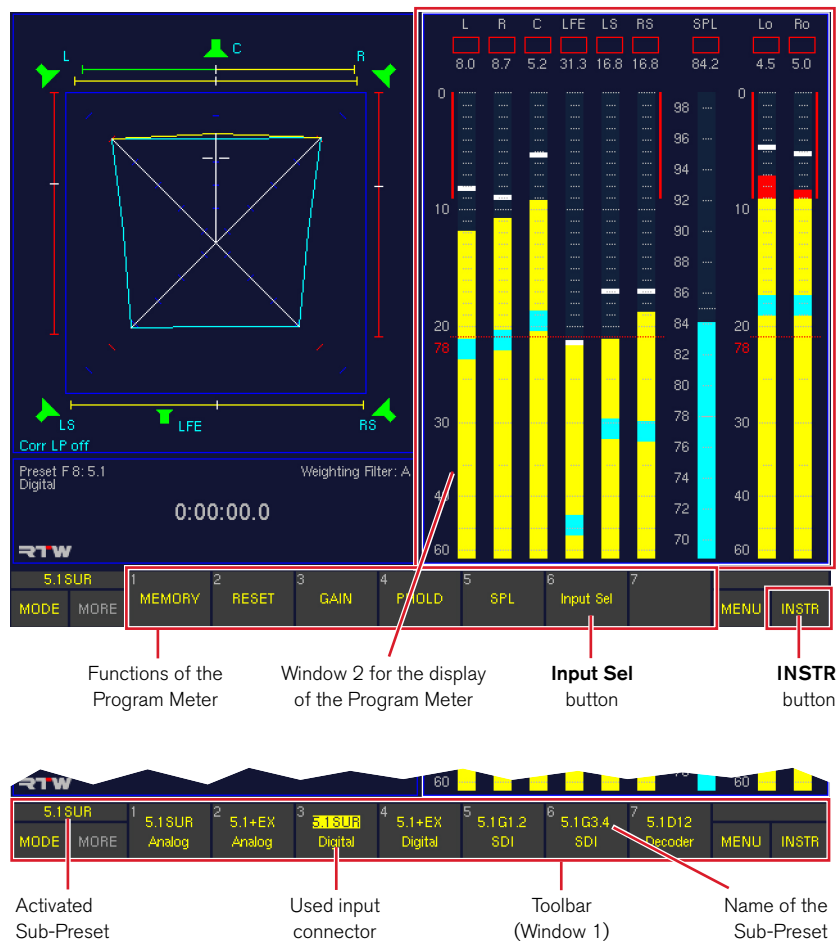 L R C LFE LS RS SPL Lo Ro
8.0 8.7 5.2 31.3 16.8 16.8 84.2 4.5 5.0
L C R
0 0
98
96
94
92
10 10
90
88
86
84
20 20
78 78
82
80
78
30 30
76
74
40 40
72
70
60 60
LS LFE RS
Corr LP off
Preset F 8: 5.1 Weighting Filter: A
Digital
0:00:00.0
RTW
5.1SUR 1 2 3 4 5 6 7
MODE MORE MEMORY RESET GAIN PHOLD SPL Input Sel MENU INSTR
Functions of the
Program Meter
Window 2 for the display
of the Program Meter
Input Sel
button
INSTR
button
RTW 60 60
5.1SUR 1 5.1SUR 2 5.1+EX 3 5.1SUR 4 5.1+EX 5 5.1G1.2 6 5.1G3.4 7 5.1D12
MODE MORE Analog Analog Digital Digital SDI SDI Decoder MENU INSTR
Activated
Sub-Preset
Used input
connector
Toolbar
(Window 1)
Name of the
Sub-Preset